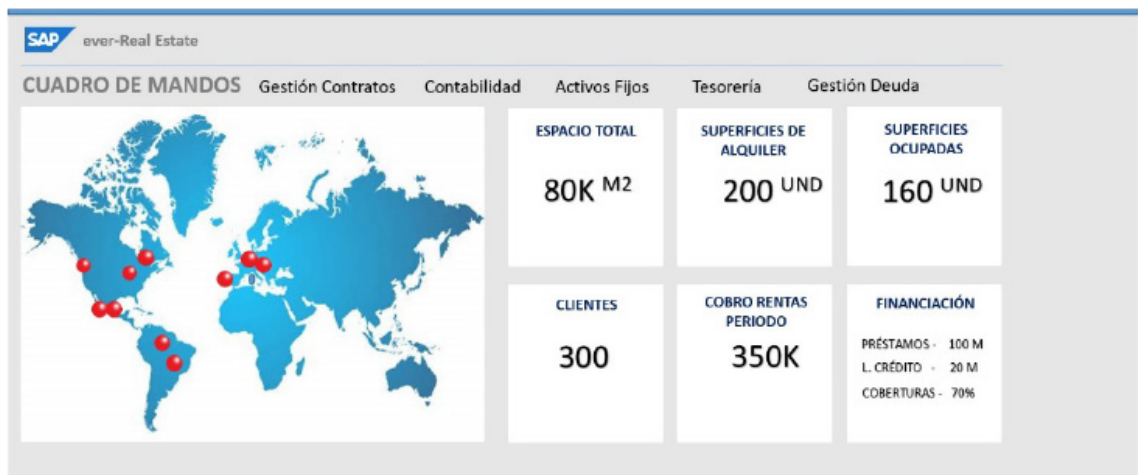 SAP ever-Real Estate
CUADRO DE MANDOS Gestión Contratos Contabilidad Activos Fijos Tesorería Gestión Deuda
ESPACIO TOTAL
80K M2
SUPERFICIES DE
ALQUILER
200 UND
SUPERFICIES
OCUPADAS
160 UND
CLIENTES
300
COBRO RENTAS
PERIODO
350K
FINANCIACIÓN
PRÉSTAMOS - 100 M
L. CRÉDITO - 20 M
COBERTURAS - 70%